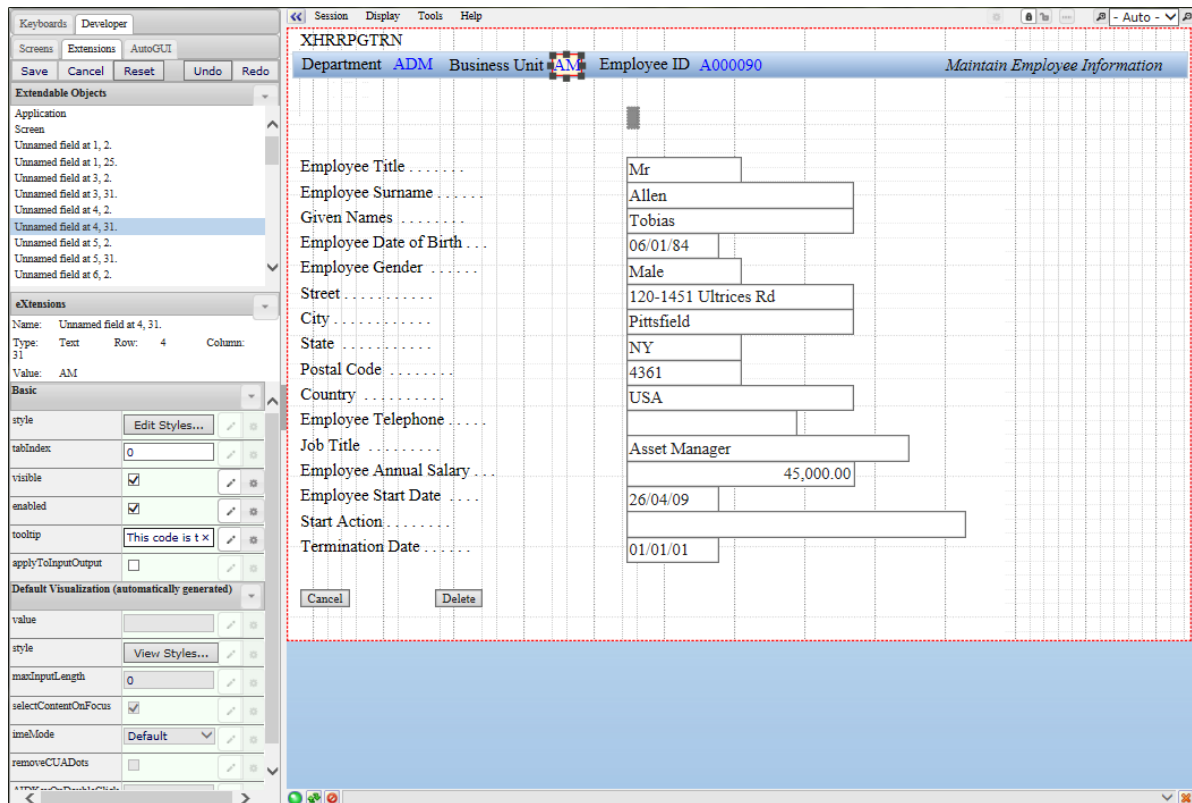 Keyboards Developer
Screens Extensions AutoGUI
Save Cancel Reset Undo Redo
Extendable Objects
Application
Screen
Unnamed field at 1, 2.
Unnamed field at 1, 25.
Unnamed field at 3, 2.
Unnamed field at 3, 31.
Unnamed field at 4, 2.
Unnamed field at 4, 31.
Unnamed field at 5, 2.
Unnamed field at 5, 31.
Unnamed field at 6, 2.
eXtensions
Name: Unnamed field at 4, 31.
Type: Text Row: 4 Column:
31
Value: AM
Basic
style Edit Styles...
tabIndex 0
visible
enabled
tooltip This code is t ×
applyToInputOutput
Default Visualization (automatically generated)
value
style View Styles...
maxInputLength 0
selectContentOnFocus
imeMode Default
removeCUADots
Session Display Tools Help - Auto -
XHRRPGTRN
Department ADM Business Unit AM Employee ID A000090 Maintain Employee Information
Employee Title . . . . . . . Mr
Employee Surname . . . . . . Allen
Given Names . . . . . . . . Tobias
Employee Date of Birth . . . 06/01/84
Employee Gender . . . . . . Male
Street . . . . . . . . . . . 120-1451 Ultrices Rd
City . . . . . . . . . . . . Pittsfield
State . . . . . . . . . . . NY
Postal Code . . . . . . . . 4361
Country . . . . . . . . . . USA
Employee Telephone . . . . .
Job Title . . . . . . . . . Asset Manager
Employee Annual Salary . . . 45,000.00
Employee Start Date . . . . 26/04/09
Start Action . . . . . . . .
Termination Date . . . . . . 01/01/01
Cancel Delete